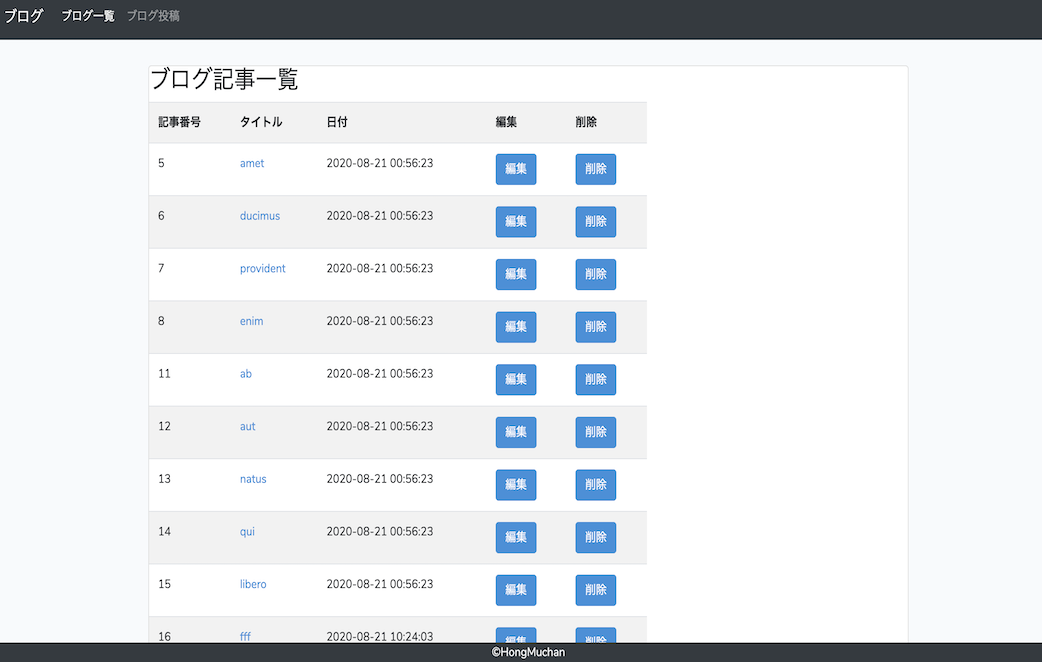 ブログ ブログ一覧 ブログ投稿
ブログ記事一覧
記事番号 タイトル 日付 編集 削除
5 amet 2020-08-21 00:56:23 編集 削除
6 ducimus 2020-08-21 00:56:23 編集 削除
7 provident 2020-08-21 00:56:23 編集 削除
8 enim 2020-08-21 00:56:23 編集 削除
11 ab 2020-08-21 00:56:23 編集 削除
12 aut 2020-08-21 00:56:23 編集 削除
13 natus 2020-08-21 00:56:23 編集 削除
14 qui 2020-08-21 00:56:23 編集 削除
15 libero 2020-08-21 00:56:23 編集 削除
16 fff 2020-08-21 10:24:03 編集 削除
©HongMuchan